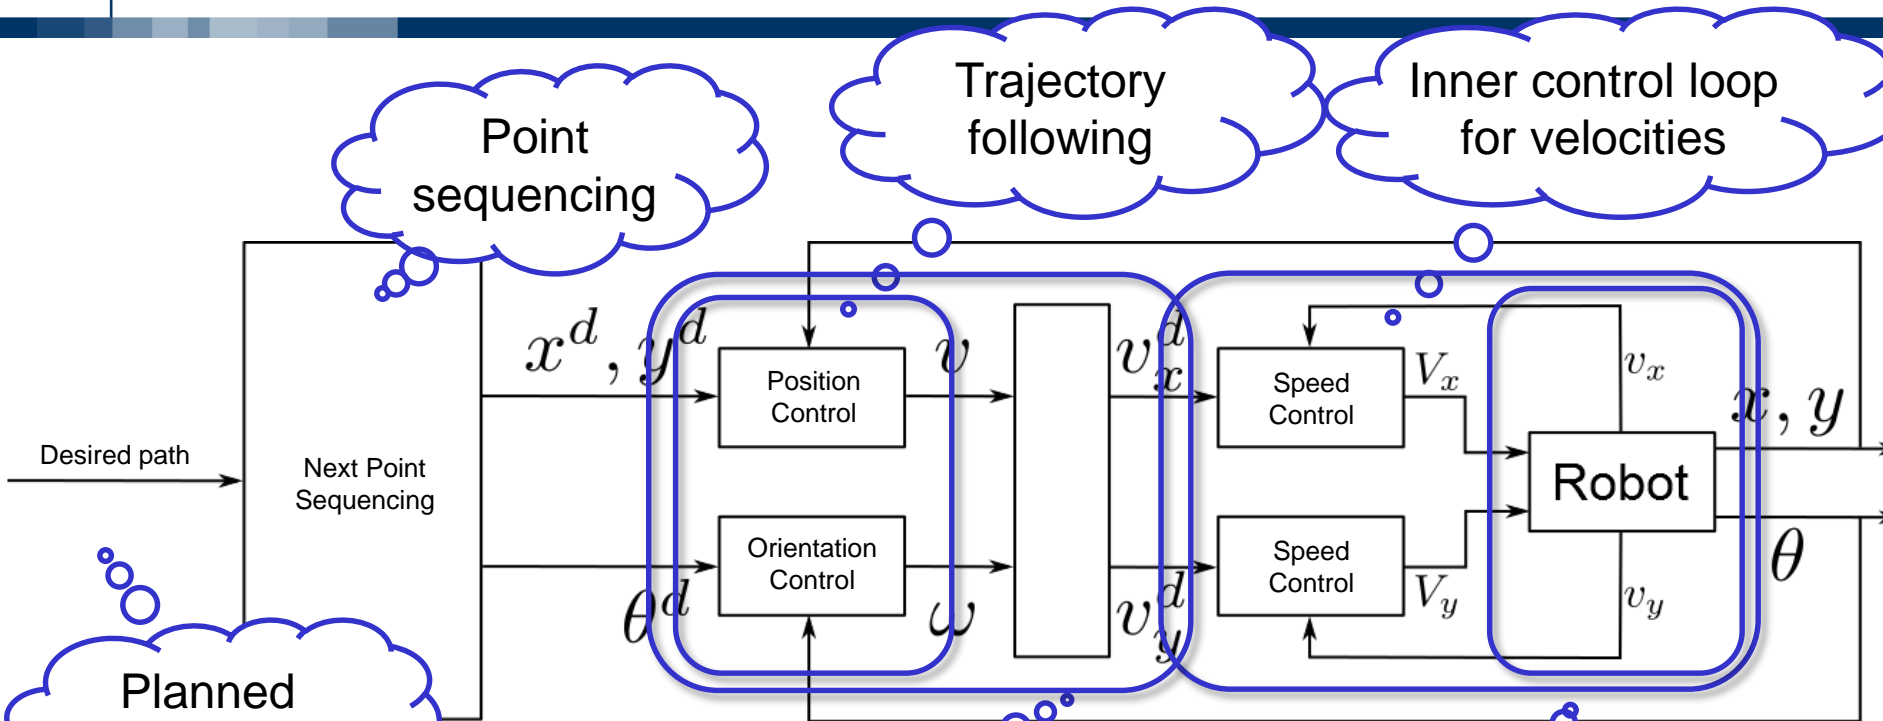 Trajectory
following
Inner control loop
for velocities
Point
sequencing
x^d, y^d
Position
Control
v
v_x^d
Speed
Control
V_x
v_x
x, y
Desired path
Next Point
Sequencing
Robot
Orientation
Control
Speed
Control
θ
θ^d
ω
v_y^d
V_y
v_y
Planned